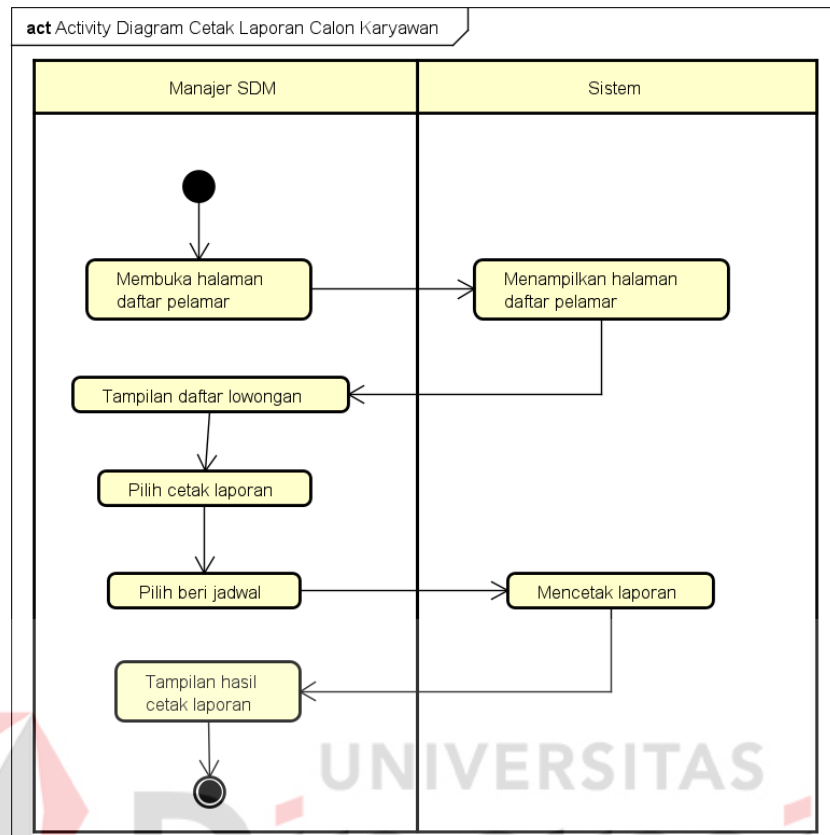 act Activity Diagram Cetak Laporan Calon Karyawan
Manajer SDM
Sistem
Membuka halaman
daftar pelamar
Menampilkan halaman
daftar pelamar
Tampilan daftar lowongan
Pilih cetak laporan
Pilih beri jadwal
Mencetak laporan
Tampilan hasil
cetak laporan
UNIVERSITAS